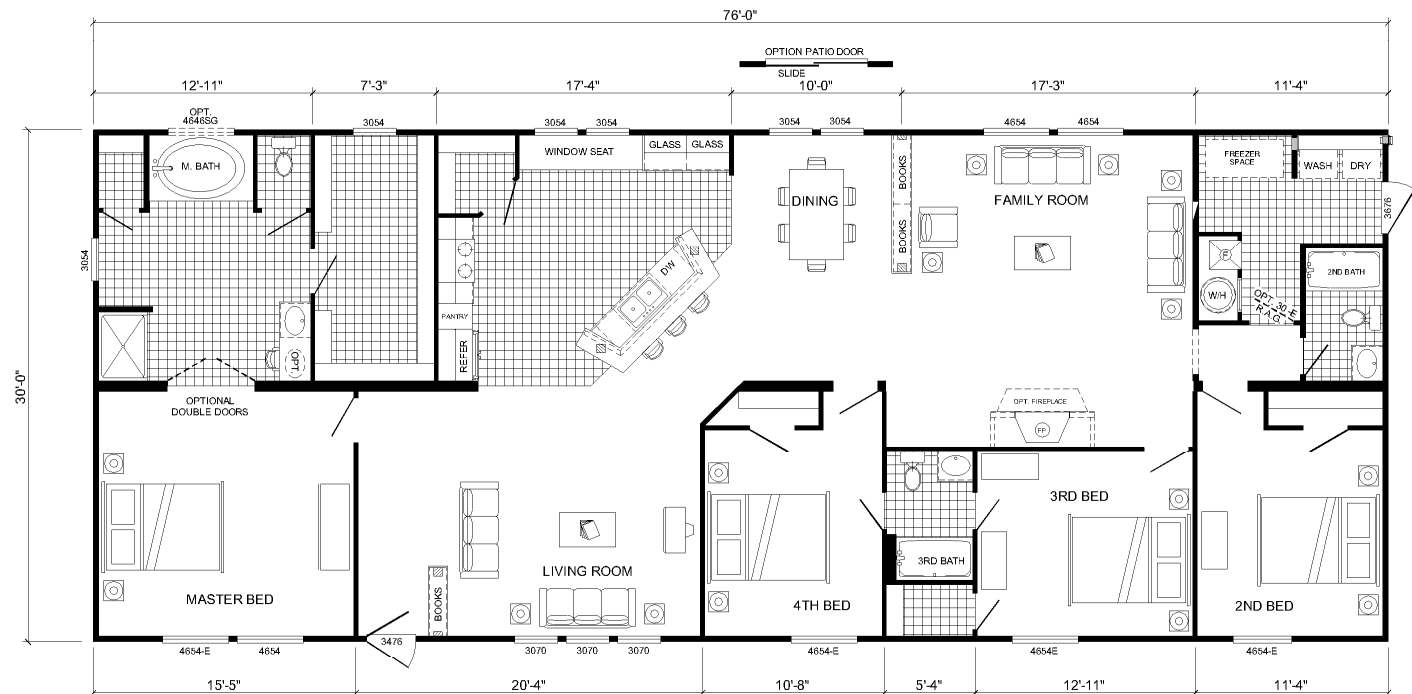 76'-0"
OPTION PATIO DOOR
SLIDE
12'-11"
7'-3"
17'-4"
10'-0"
17'-3"
11'-4"
OPT.
4646SG
3054
3054
3054
3054
3054
4654
4654
M. BATH
WINDOW SEAT
GLASS
GLASS
BOOKS
BOOKS
DINING
FAMILY ROOM
FREEZER
SPACE
WASH
DRY
3676
3054
DW
F
2ND BATH
W/H
OPT. 30-E
R.A.G.
PANTRY
REFER
OPT.
30'-0"
OPTIONAL
DOUBLE DOORS
OPT. FIREPLACE
FP
3RD BED
3RD BATH
LIVING ROOM
MASTER BED
BOOKS
4TH BED
2ND BED
3476
4654-E
4654
3070
3070
3070
4654-E
4654E
4654-E
15'-5"
20'-4"
10'-8"
5'-4"
12'-11"
11'-4"